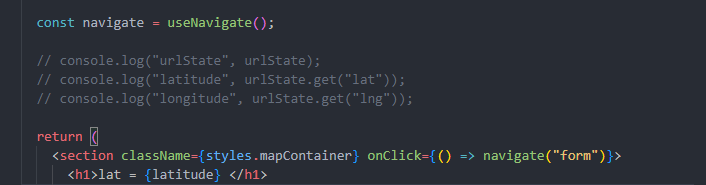 const navigate = useNavigate();
// console.log("urlState", urlState);
// console.log("latitude", urlState.get("lat"));
// console.log("longitude", urlState.get("lng"));
return (
<section className={styles.mapContainer} onClick={() => navigate("form")}>
<h1>lat = {latitude} </h1>